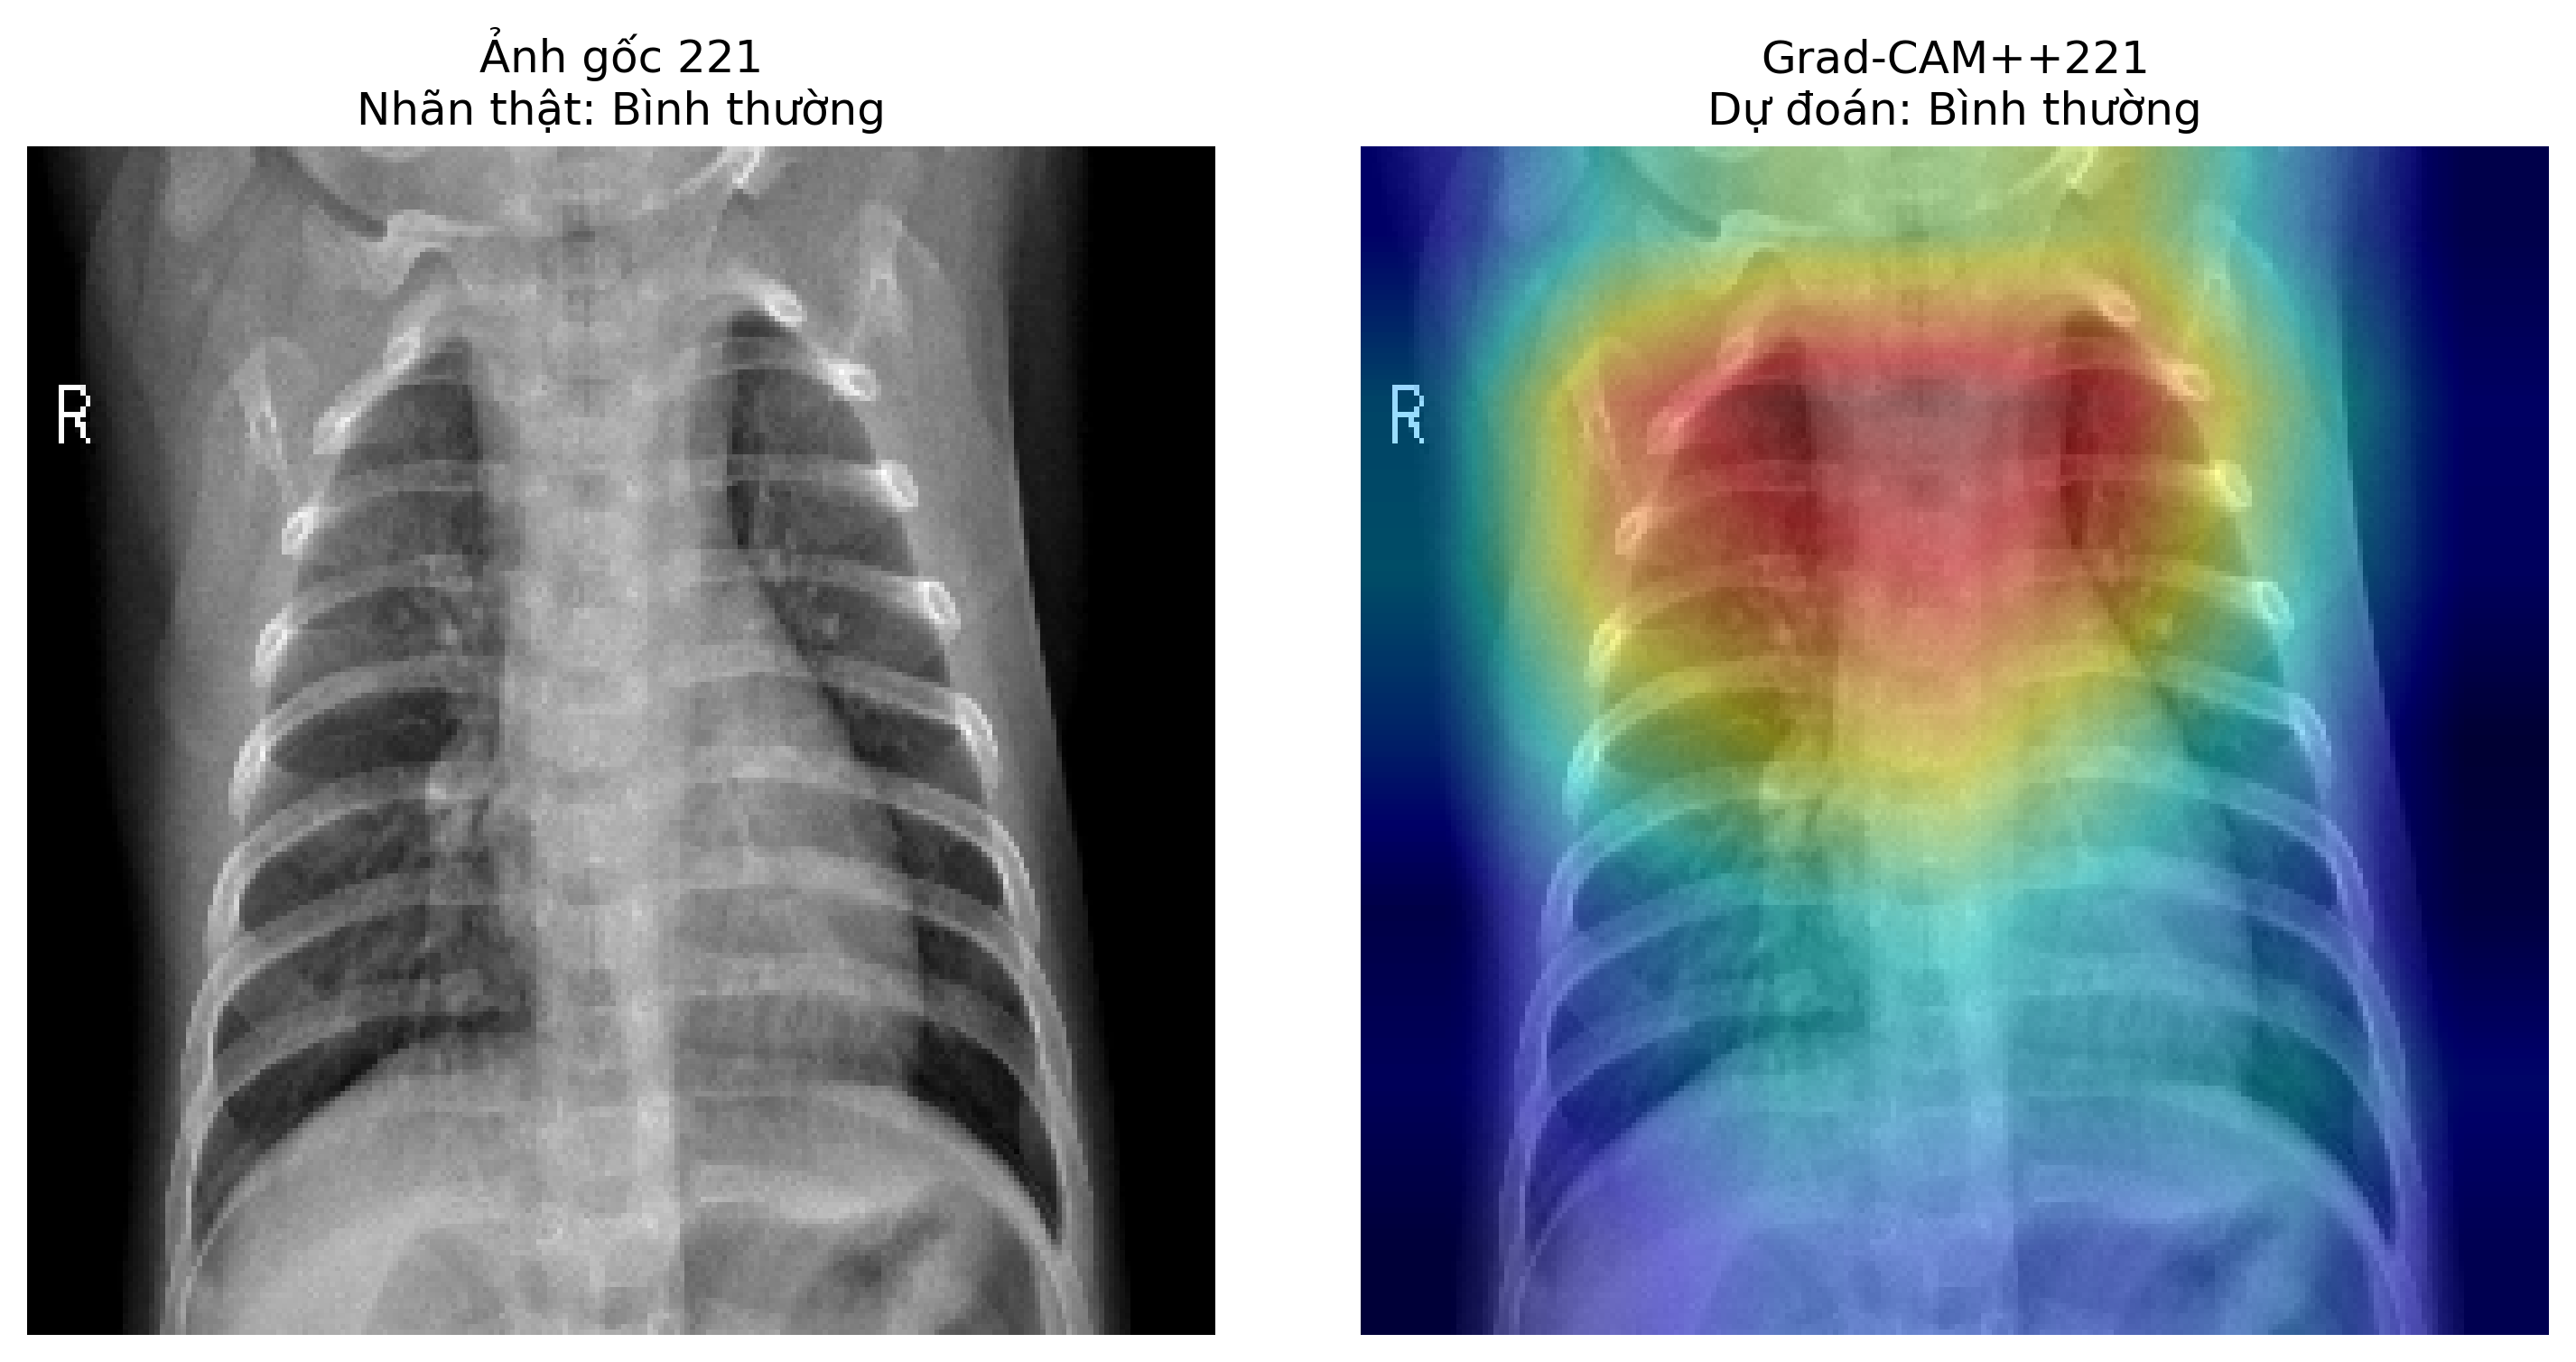 Ảnh gốc 221
Nhãn thật: Bình thường
Grad-CAM++221
Dự đoán: Bình thường
R
R